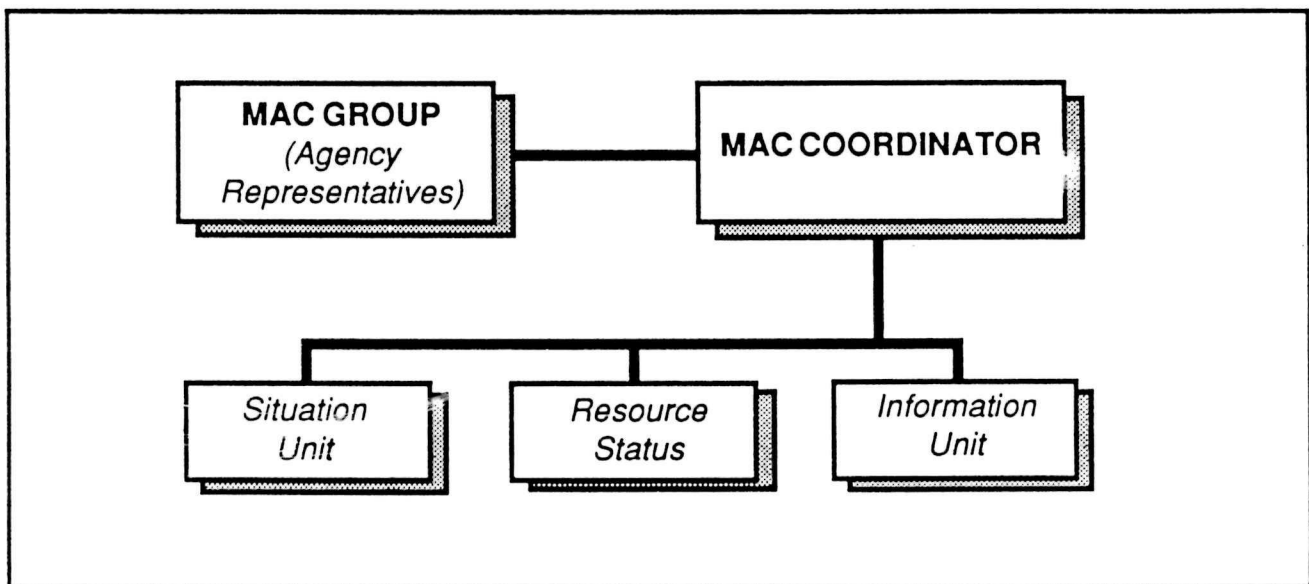 MAC GROUP
(Agency
Representatives)
MAC COORDINATOR
Situation
Unit
Resource
Status
Information
Unit